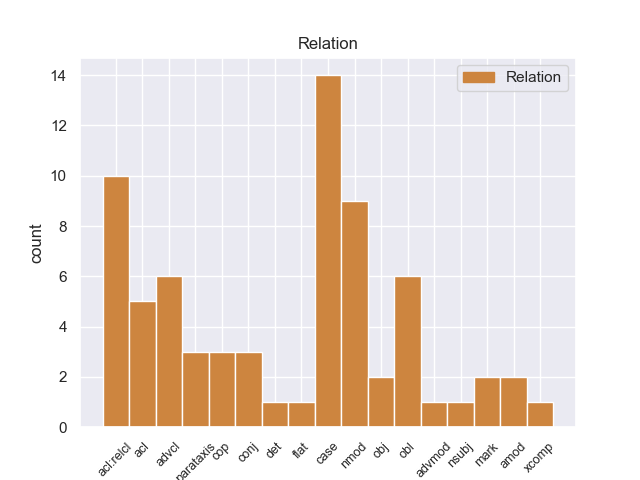 Relation
Relation
14
12
10
8
6
4
2
0
count
acl:relcl acl advcl parataxis cop conj det flat case nmod obj obl advmod nsubj mark amod xcomp